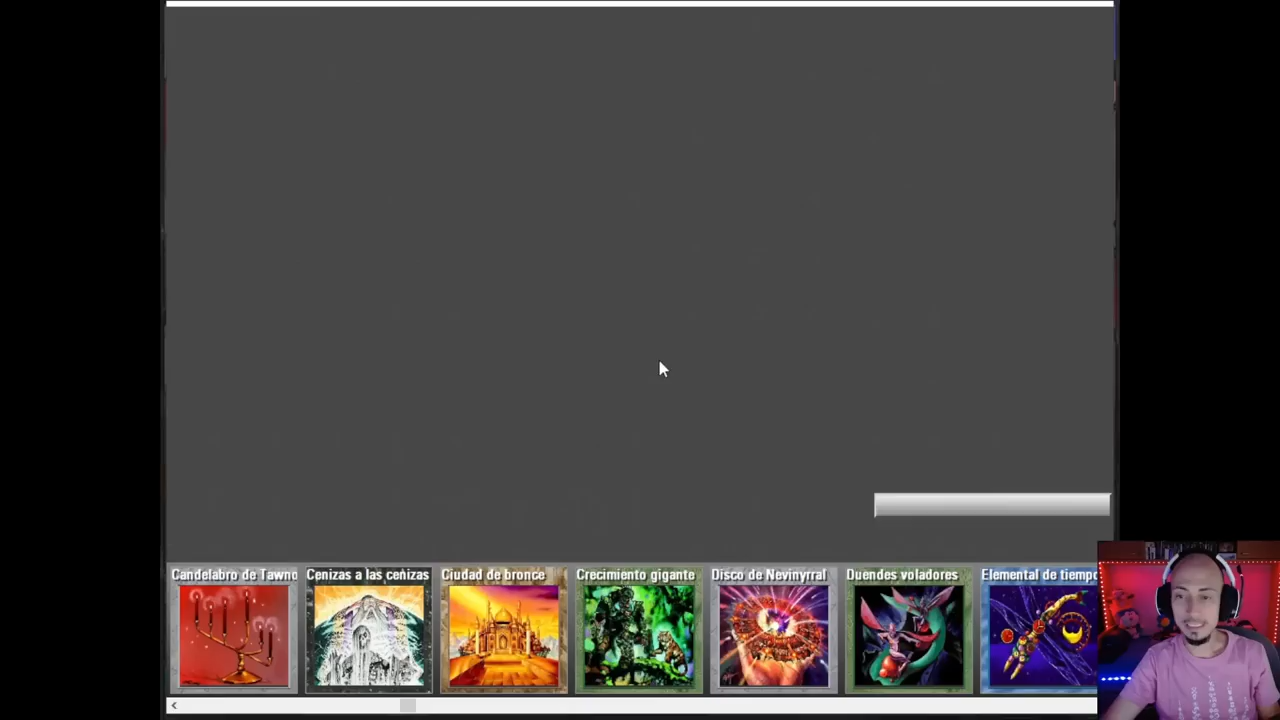 Candelabro de Tawno
Cenizas a las cenizas
Ciudad de bronce
Crecimiento gigante
Disco de Nevinyrral
Duendes voladores
Elemental de tiempo